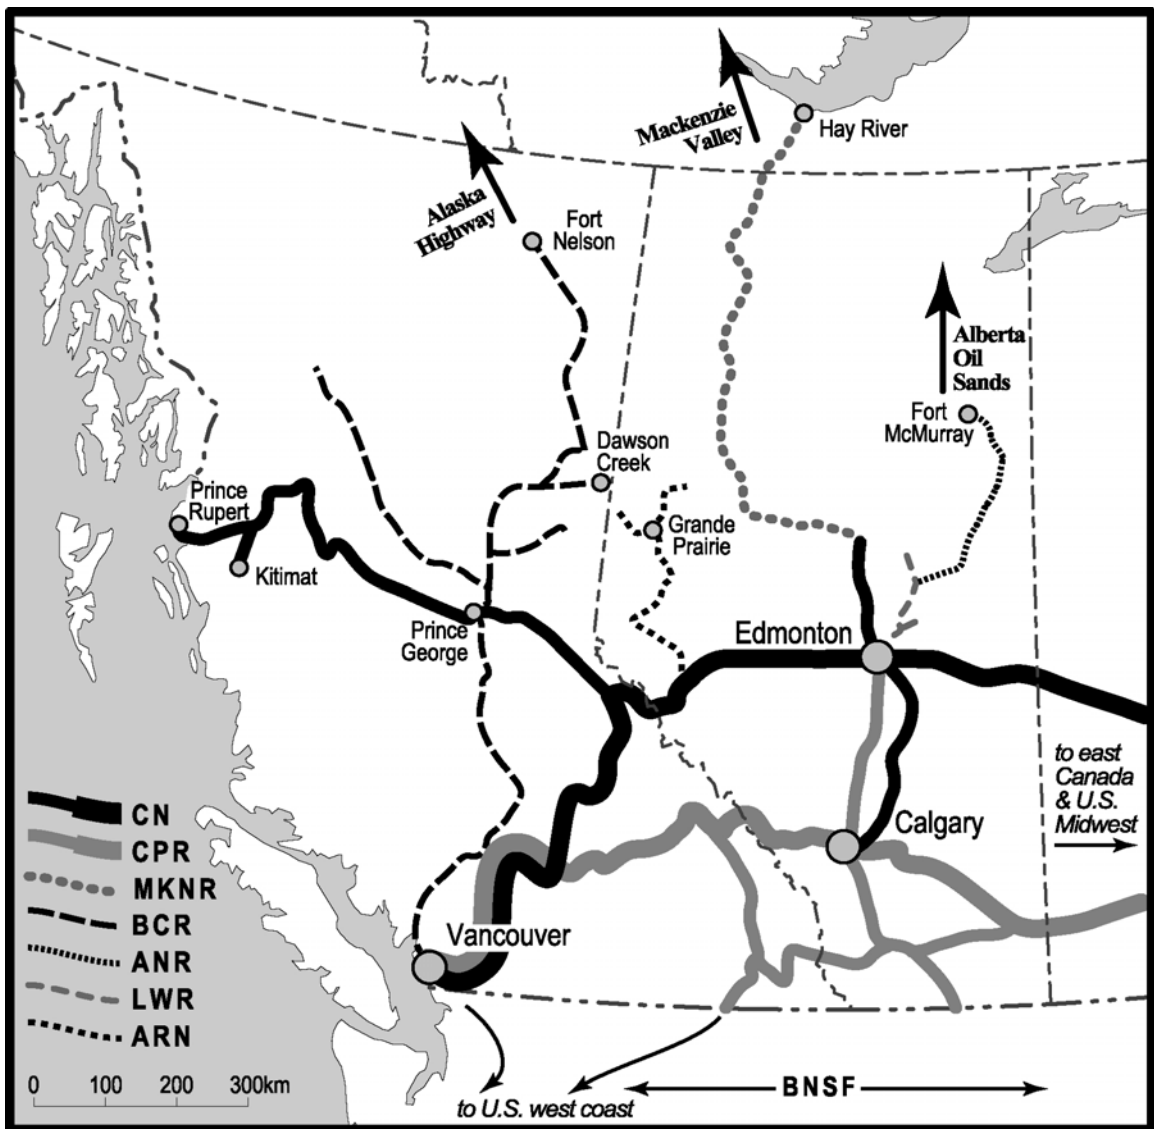 Mackenzie
Valley
Hay River
Alaska
Highway
Fort
Nelson
Alberta
Oil
Sands
Fort
McMurray
Dawson
Creek
Prince
Rupert
Grande
Prairie
Kitimat
Prince
George
Edmonton
to east
Canada
& U.S.
Midwest
Calgary
Vancouver
CN
CPR
MKNR
BCR
ANR
LWR
ARN
0 100 200 300km
BNSF
to U.S. west coast